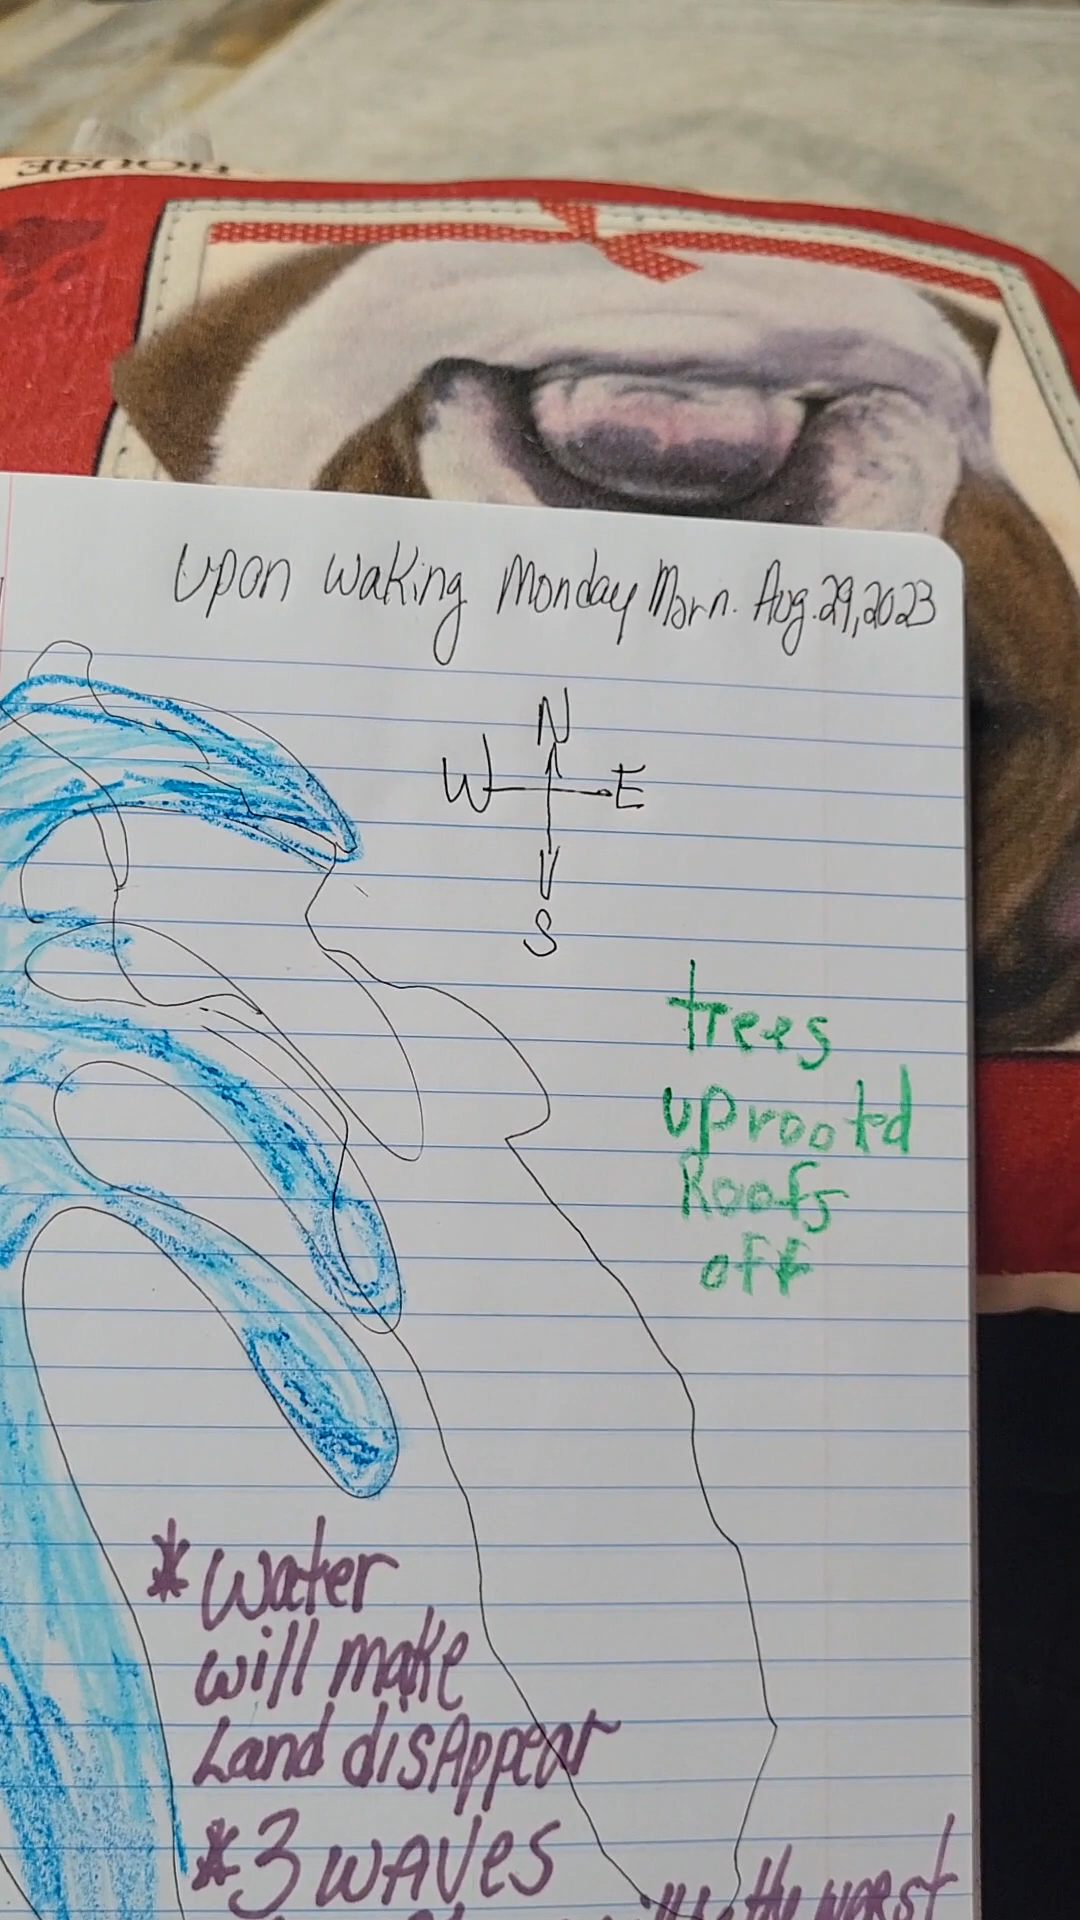 HOUSE
Upon waking Monday Morn. Aug. 29, 2023
N
W E
S
trees
uprooted
Roofs
off
* Water
will make
Land disAppear
* 3 WAVES
the worst